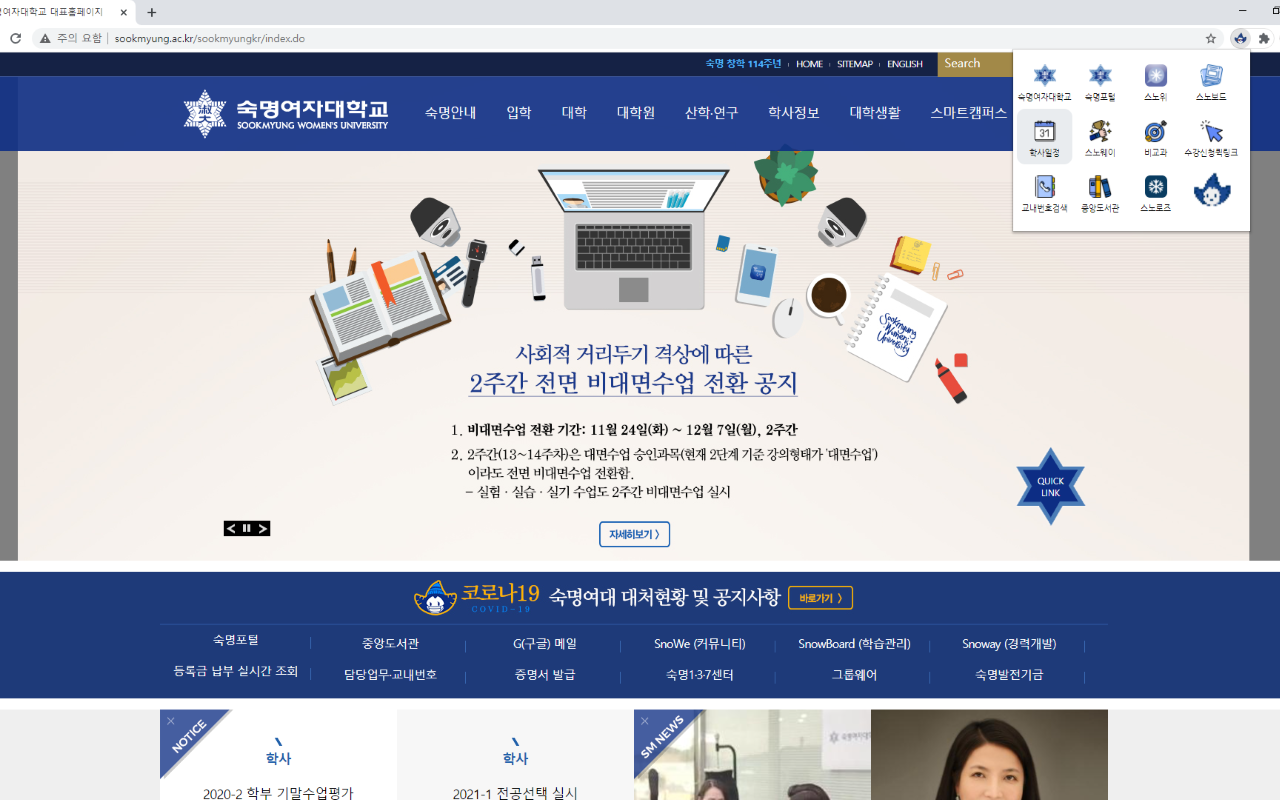 명여자대학교 대표홈페이지
주의 요함
sookmyung.ac.kr/sookmyungkr/index.do
숙명 창학 114주년
HOME
SITEMAP
ENGLISH
Search
숙명여자대학교
SOOKMYUNG WOMEN'S UNIVERSITY
숙명안내
입학
대학
대학원
산학·연구
학사정보
대학생활
스마트캠퍼스
숙명여자대학교
숙명포털
스노위
스노보드
31
학사일정
스노웨이
비교과
수강신청퀵링크
교내번호검색
중앙도서관
스노로즈
Sookmyung
Women's
University
사회적 거리두기 격상에 따른
2주간 전면 비대면수업 전환 공지
1. 비대면수업 전환 기간: 11월 24일(화) ~ 12월 7일(월), 2주간
2. 2주간(13~14주차)은 대면수업 승인과목(현재 2단계 기준 강의형태가 '대면수업')
이라도 전면 비대면수업 전환함.
- 실험 · 실습 · 실기 수업도 2주간 비대면수업 실시
QUICK
LINK
자세히보기 >
코로나19
COVID-19
숙명여대 대처현황 및 공지사항
바로가기 >
숙명포털
중앙도서관
G(구글) 메일
SnoWe (커뮤니티)
SnowBoard (학습관리)
Snoway (경력개발)
등록금 납부 실시간 조회
담당업무·교내번호
증명서 발급
숙명1·3·7센터
그룹웨어
숙명발전기금
NOTICE
학사
2020-2 학부 기말수업평가
학사
2021-1 전공선택 실시
SM NEWS
숙명여자대